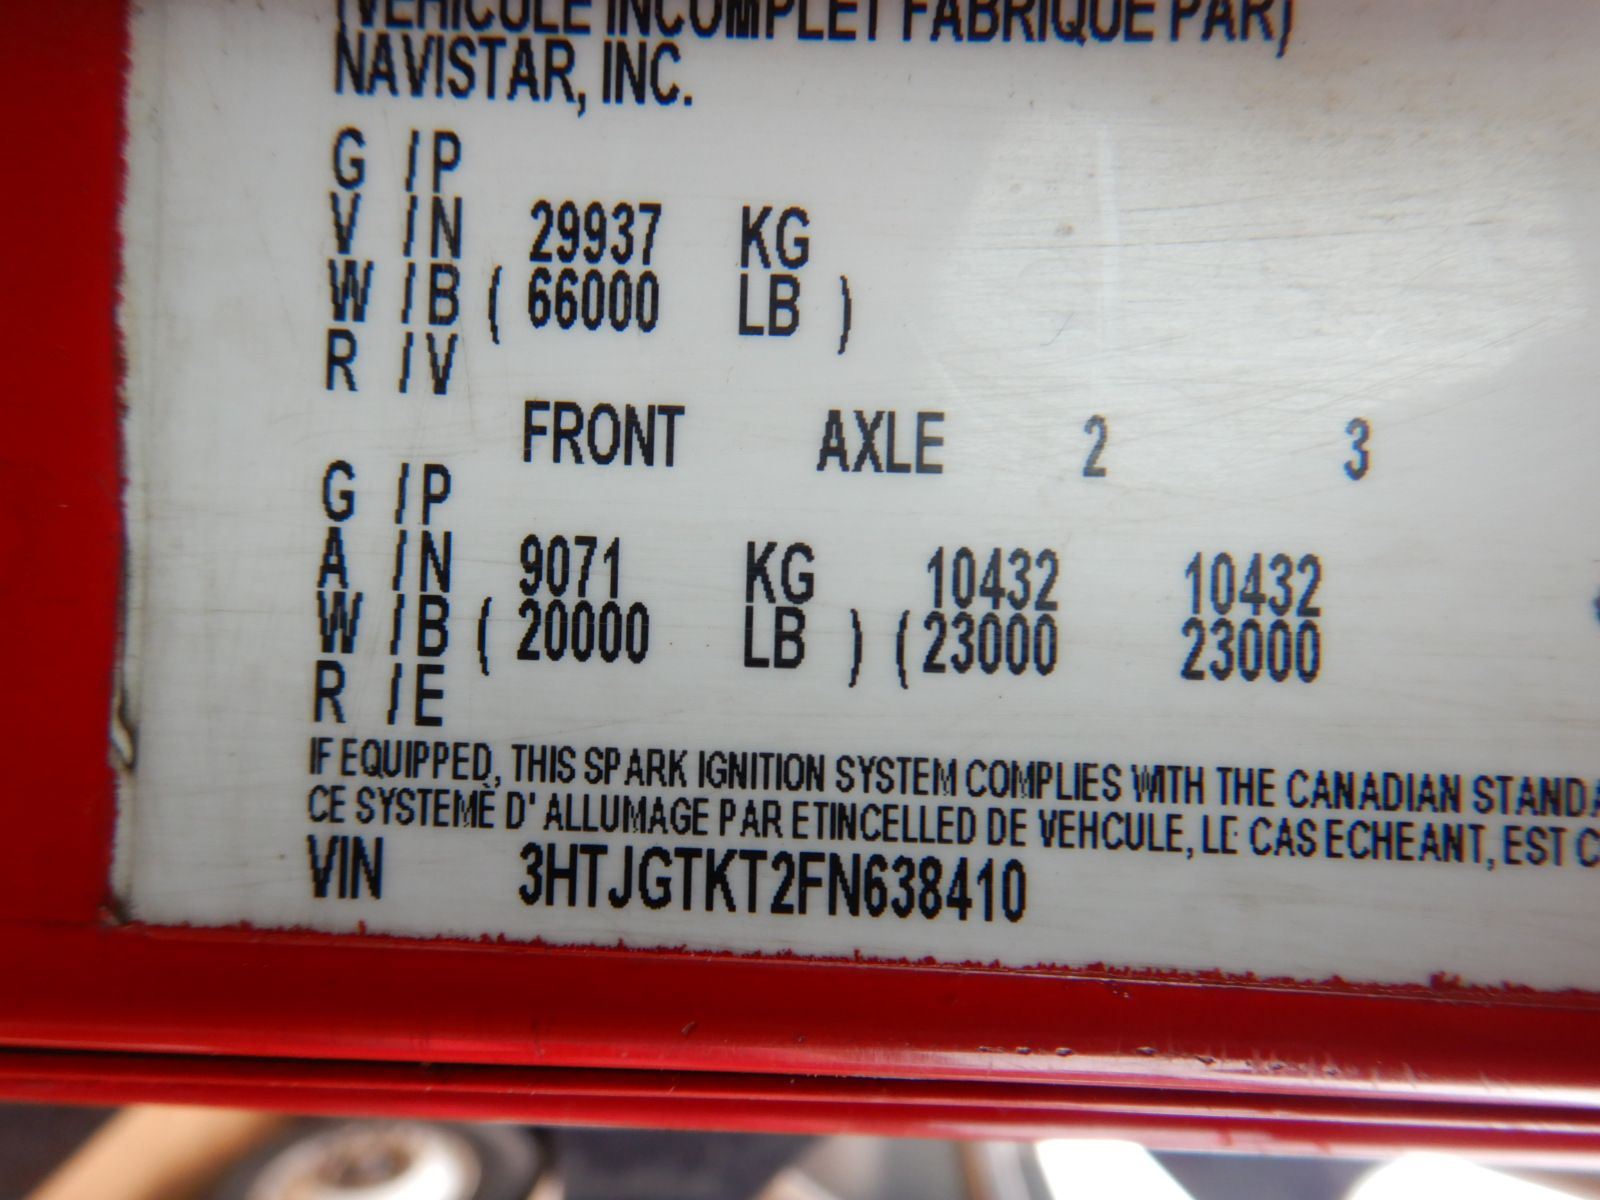 (VEHICULE INCOMPLET FABRIQUE PAR)
NAVISTAR, INC.
G /P
V /N 29937 KG
W /B ( 66000 LB )
R /V
FRONT AXLE 2 3
G /P
A /N 9071 KG 10432 10432
W /B ( 20000 LB ) ( 23000 23000
R /E
IF EQUIPPED, THIS SPARK IGNITION SYSTEM COMPLIES WITH THE CANADIAN STANDA
CE SYSTEMÈ D' ALLUMAGE PAR ETINCELLED DE VEHCULE, LE CAS ECHEANT, EST C
VIN 3HTJGTKT2FN638410